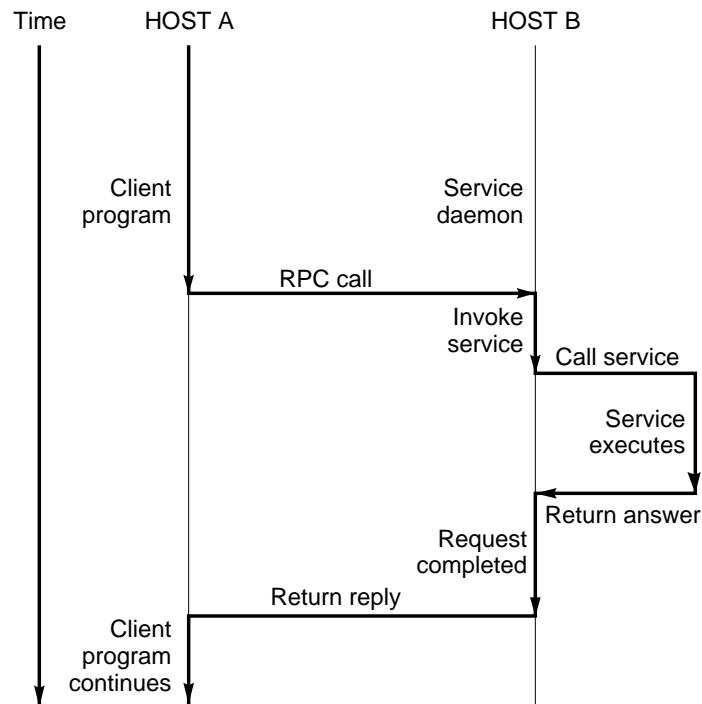 Time
HOST A
HOST B
Client
program
Service
daemon
RPC call
Invoke
service
Call service
Service
executes
Return answer
Request
completed
Return reply
Client
program
continues